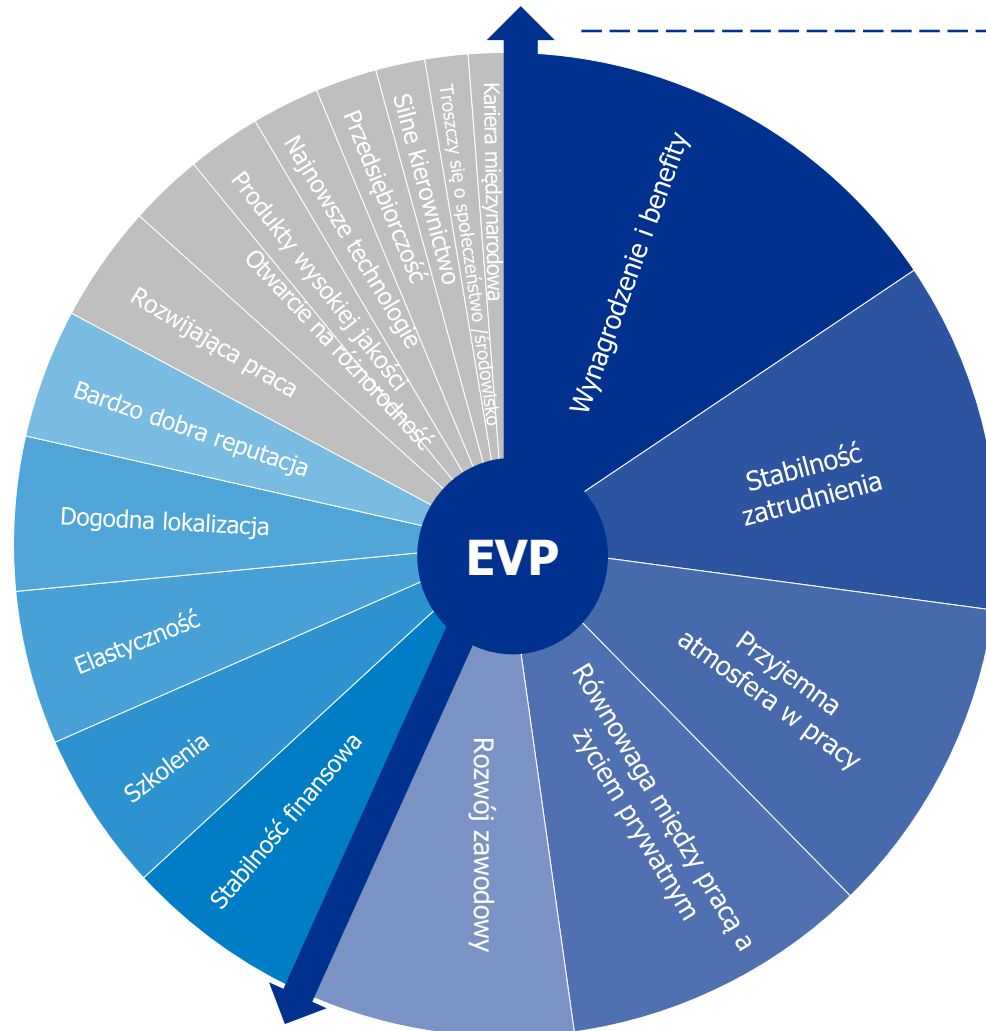 Wynagrodzenie i benefity
Stabilność
zatrudnienia
Przyjemna
atmosfera w pracy
Równowaga między pracą a
życiem prywatnym
Rozwój zawodowy
Stabilność finansowa
Szkolenia
Elastyczność
Dogodna lokalizacja
Bardzo dobra reputacja
Rozwijająca praca
Otwarcie na różnorodność
Produkty wysokiej jakości
Najnowsze technologie
Przedsiębiorczość
Silne kierownictwo
Troszczy się o społeczeństwo /środowisko
Kariera międzynarodowa
EVP